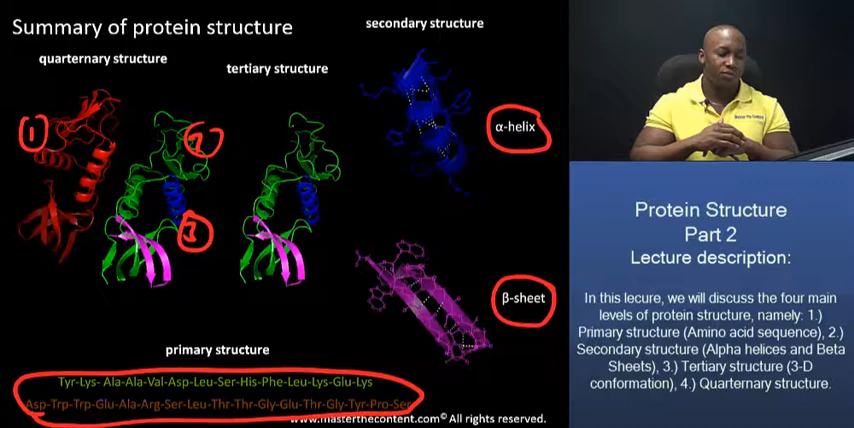 Summary of protein structure
quarternary structure
tertiary structure
secondary structure
1
2
3
α-helix
β-sheet
primary structure
Tyr-Lys- Ala-Ala-Val-Asp-Leu-Ser-His-Phe-Leu-Lys-Glu-Lys
Asp-Trp-Trp-Glu-Ala-Arg-Ser-Leu-Thr-Thr-Gly-Glu-Thr-Gly-Tyr-Pro-Ser
www.masterthecontent.com© All rights reserved.
Protein Structure
Part 2
Lecture description:
In this lecure, we will discuss the four main
levels of protein structure, namely: 1.)
Primary structure (Amino acid sequence), 2.)
Secondary structure (Alpha helices and Beta
Sheets), 3.) Tertiary structure (3-D
conformation), 4.) Quarternary structure.